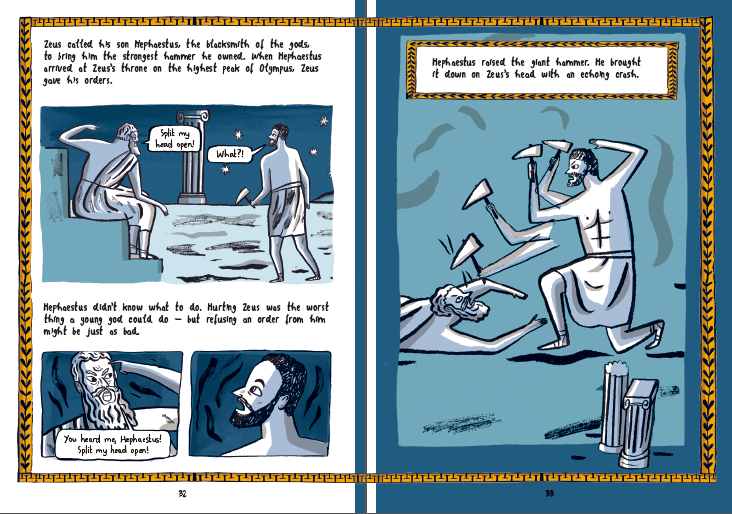 Zeus called his son Hephaestus, the blacksmith of the gods,
to bring him the strongest hammer he owned. When Hephaestus
arrived at Zeus's throne on the highest peak of Olympus, Zeus
gave his orders.
Split my
head open!
What?!
Hephaestus didn't know what to do. Hurting Zeus was the worst
thing a young god could do – but refusing an order from him
might be just as bad.
You heard me, Hephaestus!
Split my head open!
32
Hephaestus raised the giant hammer. He brought
it down on Zeus's head with an echoing crash.
33